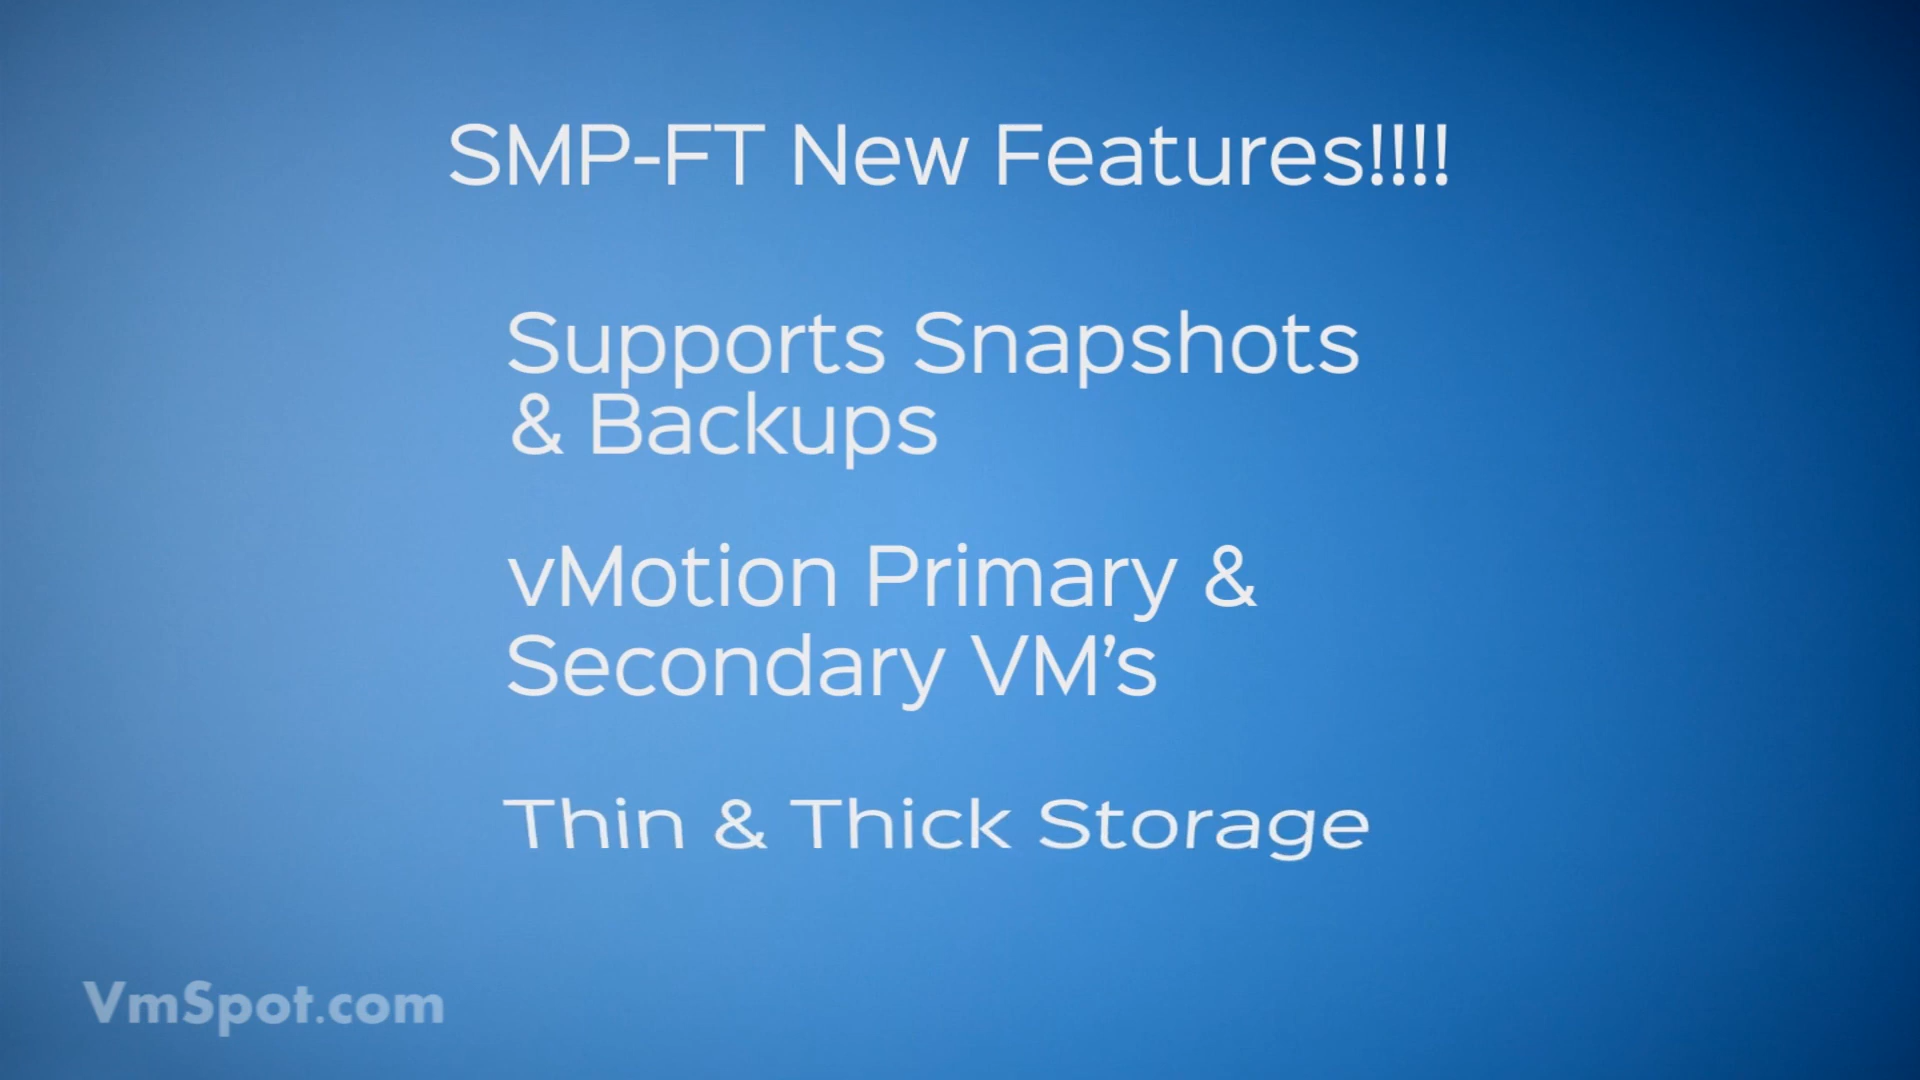 SMP-FT New Features!!!!
Supports Snapshots
& Backups
vMotion Primary &
Secondary VM’s
Thin & Thick Storage
VmSpot.com